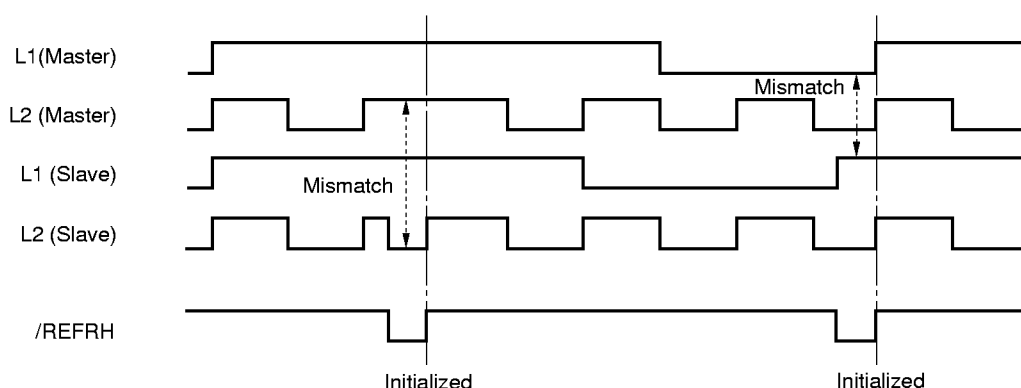 L1(Master)
Mismatch
L2 (Master)
L1 (Slave)
Mismatch
L2 (Slave)
/REFRH
Initialized
Initialized